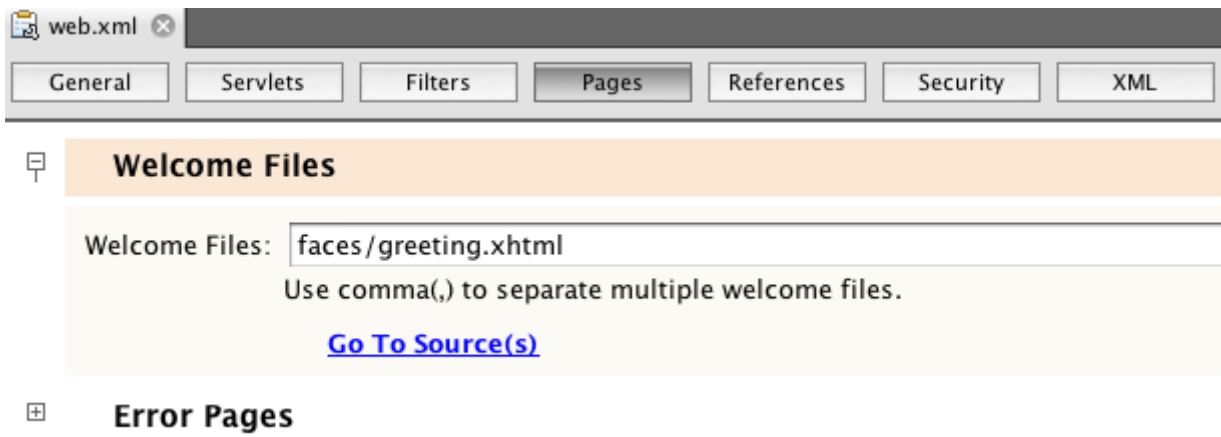 web.xml
General Servlets Filters Pages References Security XML
Welcome Files
Welcome Files: faces/greeting.xhtml
Use comma(,) to separate multiple welcome files.
Go To Source(s)
Error Pages